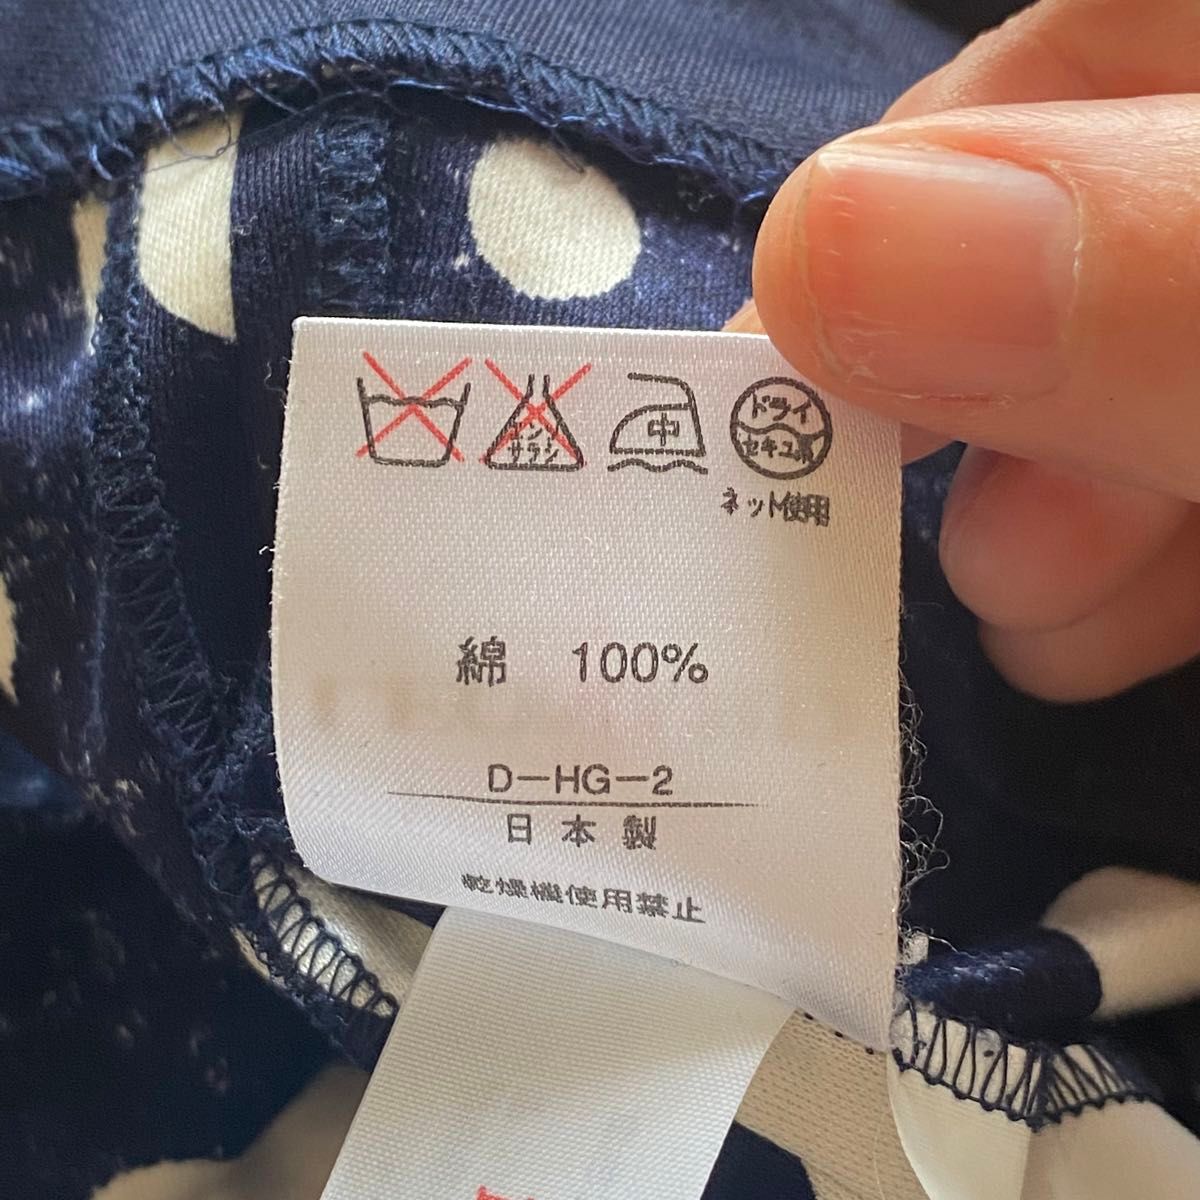 エンソ サラシ 中 ドライ セキユ系
ネット使用
綿 100%
D-HG-2
日本製
乾燥機使用禁止